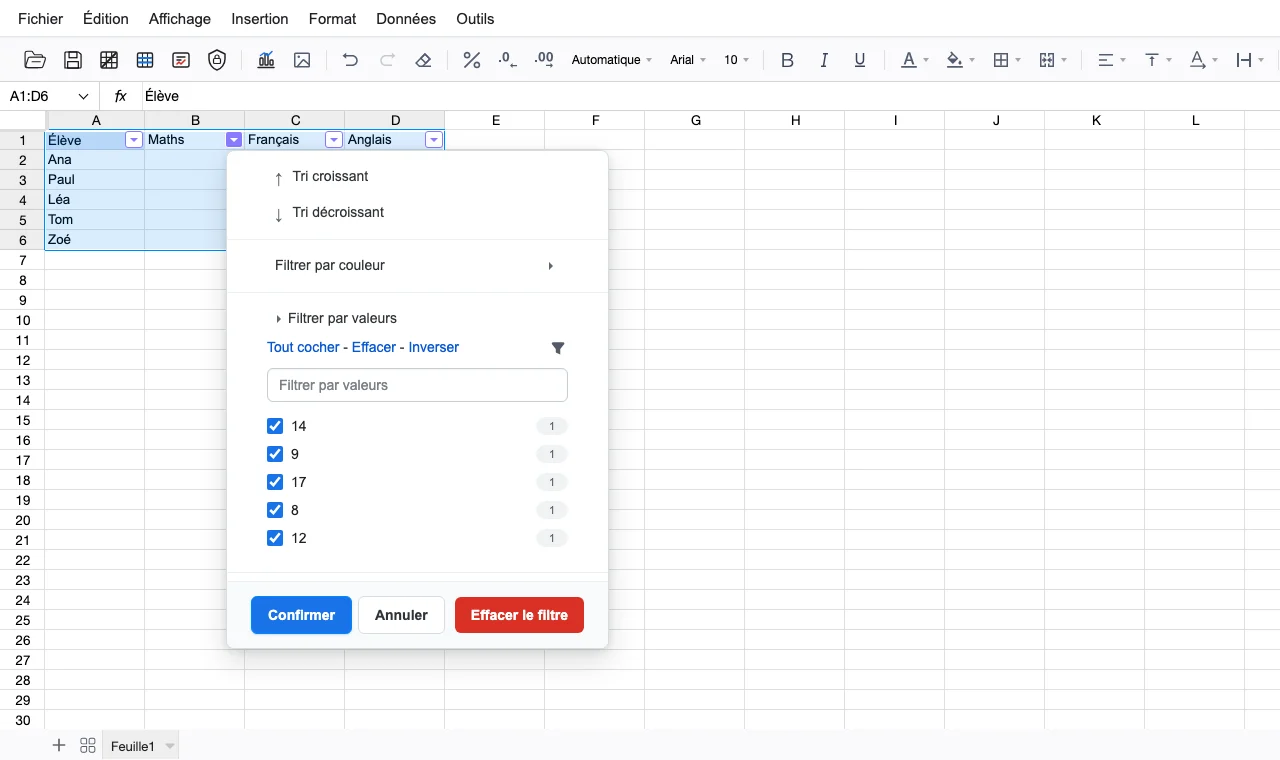 Fichier Édition Affichage Insertion Format Données Outils
% .0 .00 Automatique Arial 10 B I U A A
A1:D6 fx Élève
A B C D E F G H I J K L
1 Élève Maths Français Anglais
2 Ana
3 Paul
4 Léa
5 Tom
6 Zoé
7
8
9
10
11
12
13
14
15
16
17
18
19
20
21
22
23
24
25
26
27
28
29
30
Tri croissant
Tri décroissant
Filtrer par couleur
Filtrer par valeurs
Tout cocher - Effacer - Inverser
Filtrer par valeurs
14 1
9 1
17 1
8 1
12 1
Confirmer Annuler Effacer le filtre
Feuille1